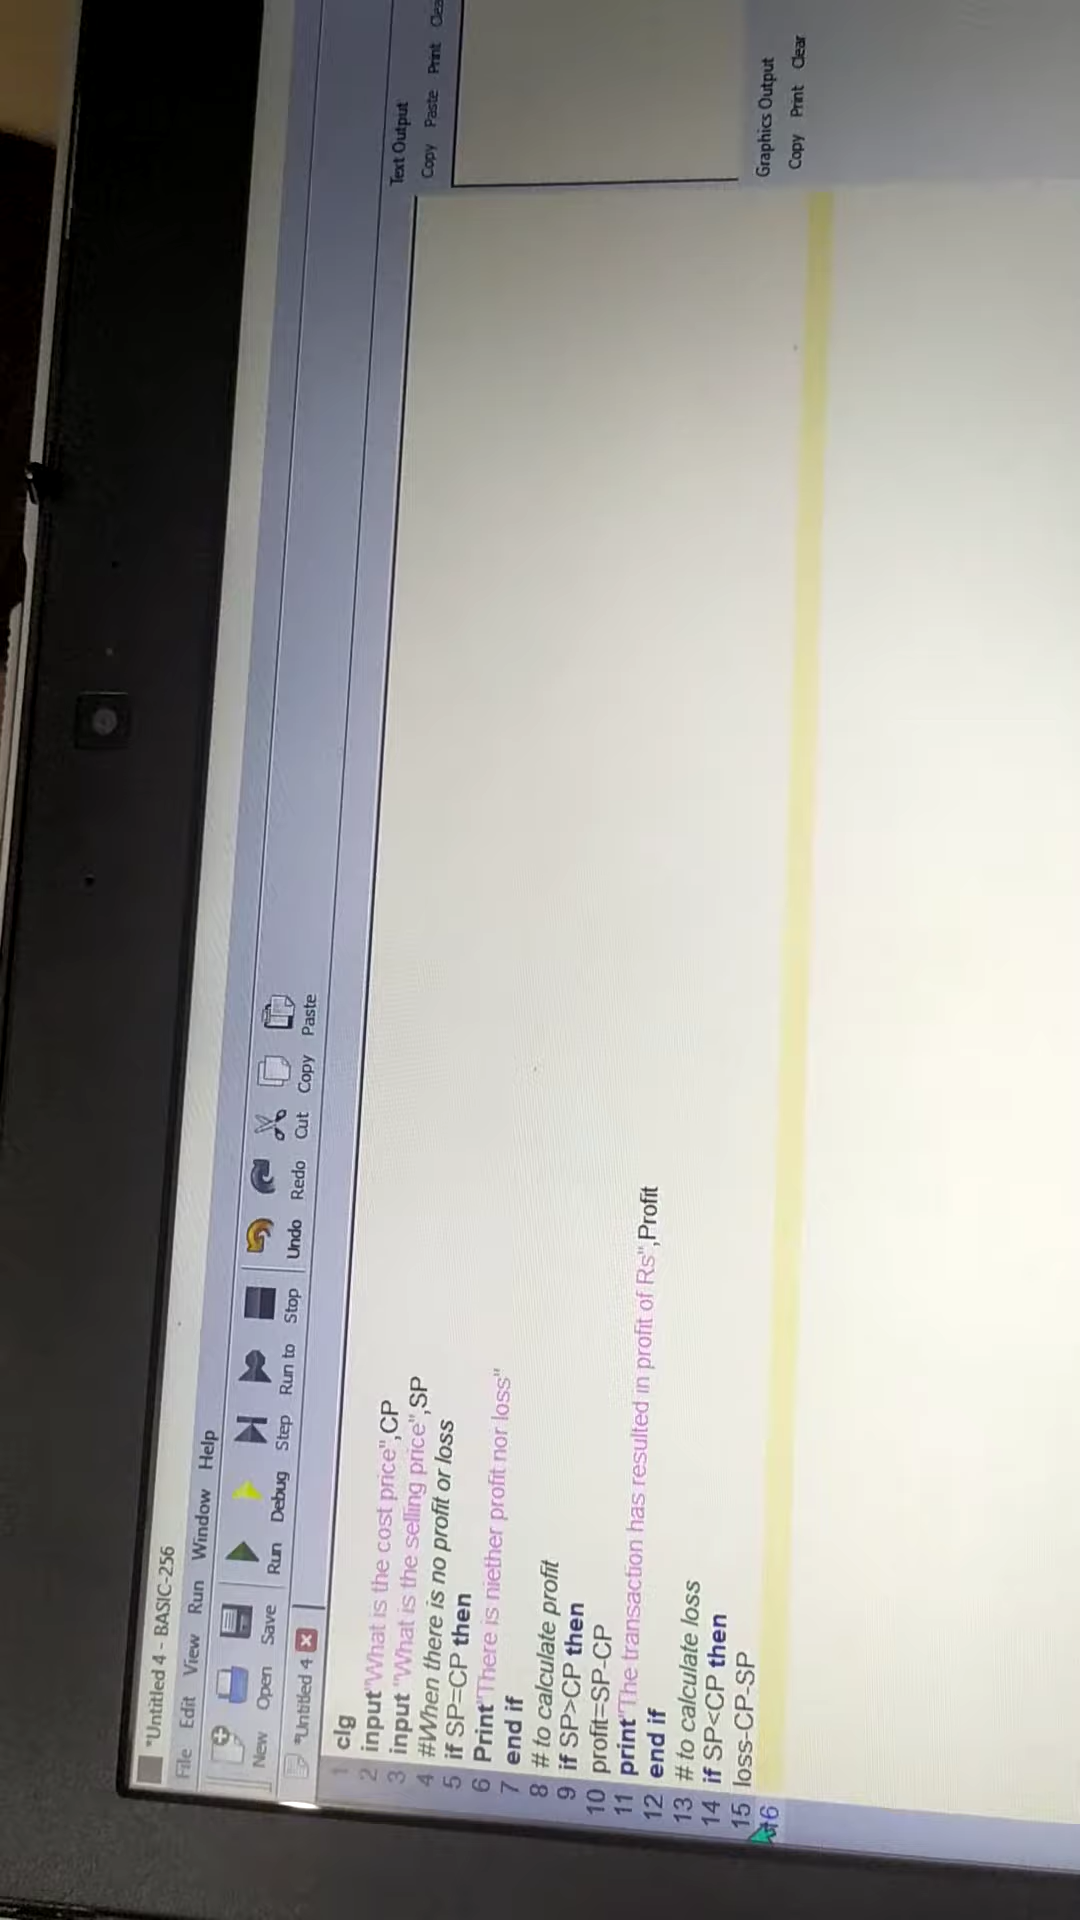 *Untitled 4 - BASIC-256
File Edit View Run Window Help
New Open Save Run Debug Step Run to Stop Undo Redo Cut Copy Paste
*Untitled 4
Text Output
Copy Paste Print
1 clg
2 input"What is the cost price",CP
3 input "What is the selling price",SP
4 #When there is no profit or loss
5 if SP=CP then
6 Print"There is niether profit nor loss"
7 end if
8 # to calculate profit
9 if SP>CP then
10 profit=SP-CP
11 print"The transaction has resulted in profit of Rs",Profit
12 end if
13 # to calculate loss
14 if SP<CP then
15 loss-CP-SP
16
Graphics Output
Copy Print Clear